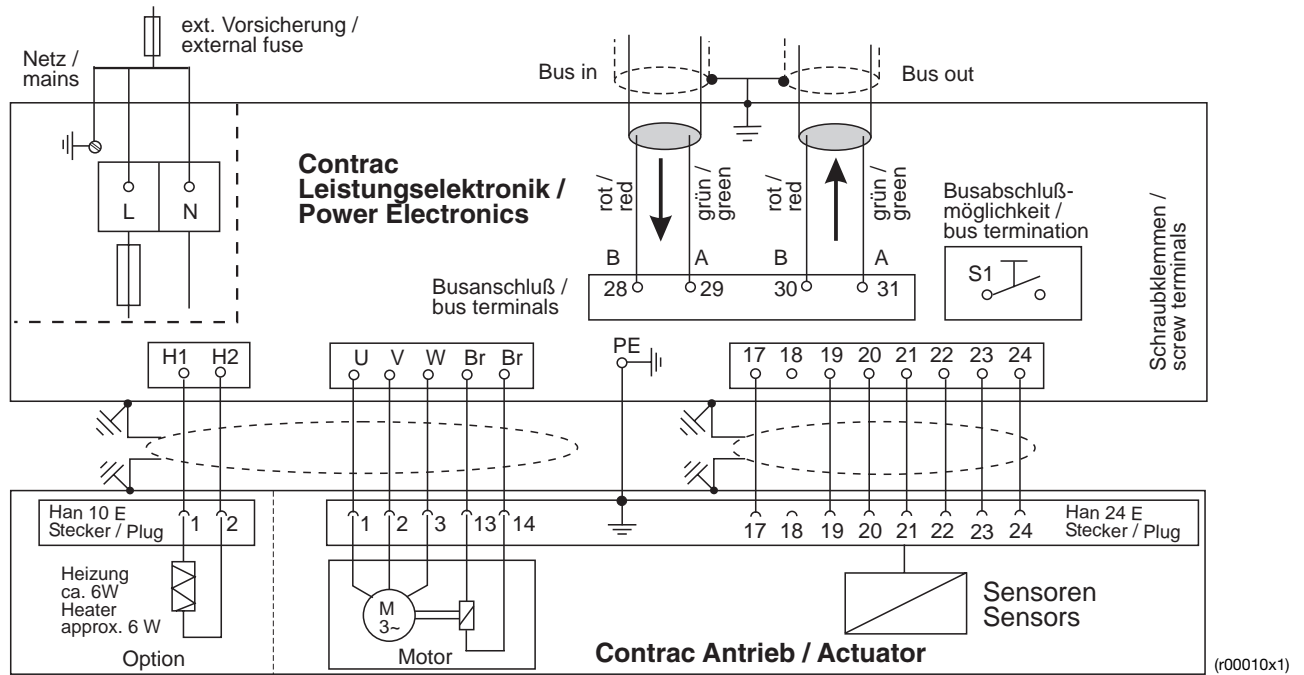 ext. Vorsicherung /
external fuse
Netz /
mains
Bus in
Bus out
Contrac
Leistungselektronik /
Power Electronics
L
N
rot /
red
grün /
green
rot /
red
grün /
green
Busabschluß-
möglichkeit /
bus termination
S1
Schraubklemmen /
screw terminals
B A B A
Busanschluß /
bus terminals
28 29 30 31
H1 H2
U V W Br Br
PE
17 18 19 20 21 22 23 24
Han 10 E
Stecker / Plug
1 2
1 2 3 13 14
17 18 19 20 21 22 23 24
Han 24 E
Stecker / Plug
Heizung
ca. 6W
Heater
approx. 6 W
Option
M
3~
Motor
Sensoren
Sensors
Contrac Antrieb / Actuator
(r00010x1)